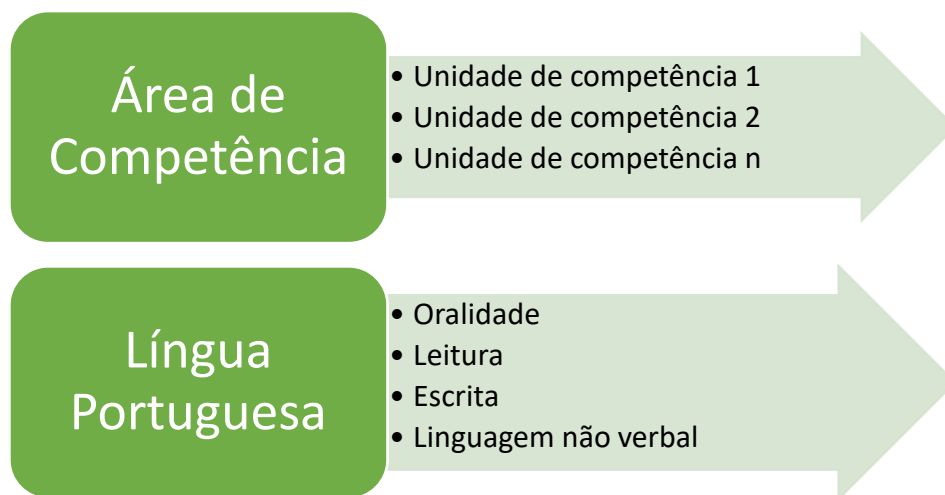 Área de
Competência
• Unidade de competência 1
• Unidade de competência 2
• Unidade de competência n
Língua
Portuguesa
• Oralidade
• Leitura
• Escrita
• Linguagem não verbal